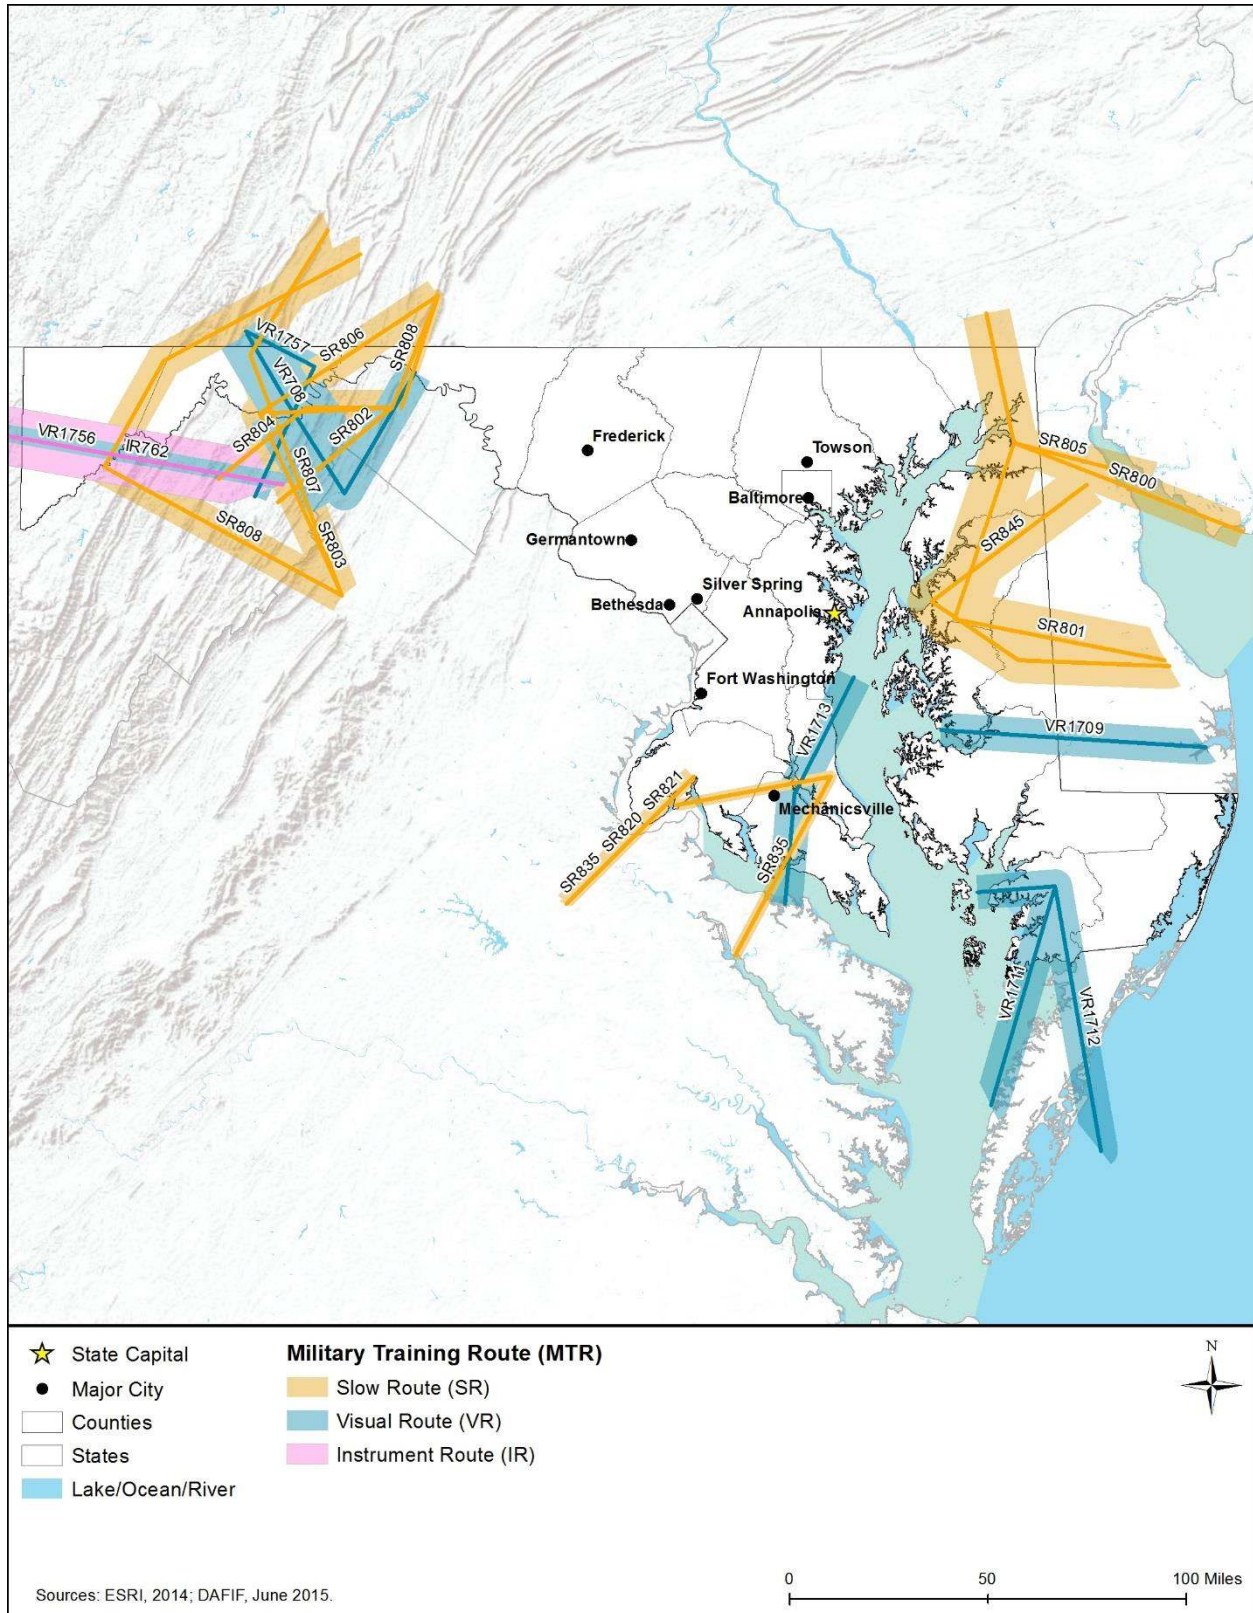 VR1757
SR806
SR808
VR708
SR804
SR802
VR1756
IR762
SR807
SR808
SR803
Frederick
Towson
Baltimore
Germantown
Silver Spring
Bethesda
Annapolis
Fort Washington
SR805
SR800
SR845
SR801
VR1709
VR1713
SR821
SR820
SR835
Mechanicsville
SR835
VR1711
VR1712
State Capital
Major City
Counties
States
Lake/Ocean/River
Military Training Route (MTR)
Slow Route (SR)
Visual Route (VR)
Instrument Route (IR)
N
Sources: ESRI, 2014; DAFIF, June 2015.
0 50 100 Miles